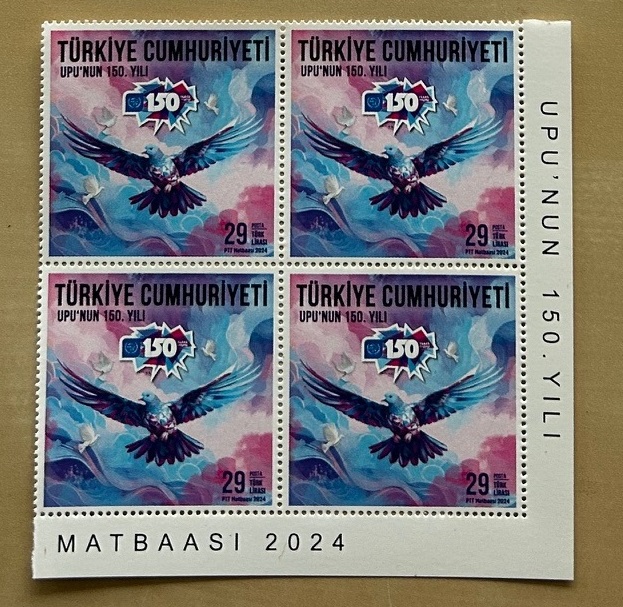 TÜRKİYE CUMHURİYETİ
UPU'NUN 150. YILI
150
29 POSTA
TÜRK
LİRASI
PTT Matbaası 2024
TÜRKİYE CUMHURİYETİ
UPU'NUN 150. YILI
150
29 POSTA
TÜRK
LİRASI
PTT Matbaası 2024
UPU'NUN 150. YILI
TÜRKİYE CUMHURİYETİ
UPU'NUN 150. YILI
150
29 POSTA
TÜRK
LİRASI
PTT Matbaası 2024
TÜRKİYE CUMHURİYETİ
UPU'NUN 150. YILI
150
29 POSTA
TÜRK
LİRASI
PTT Matbaası 2024
MATBAASI 2024